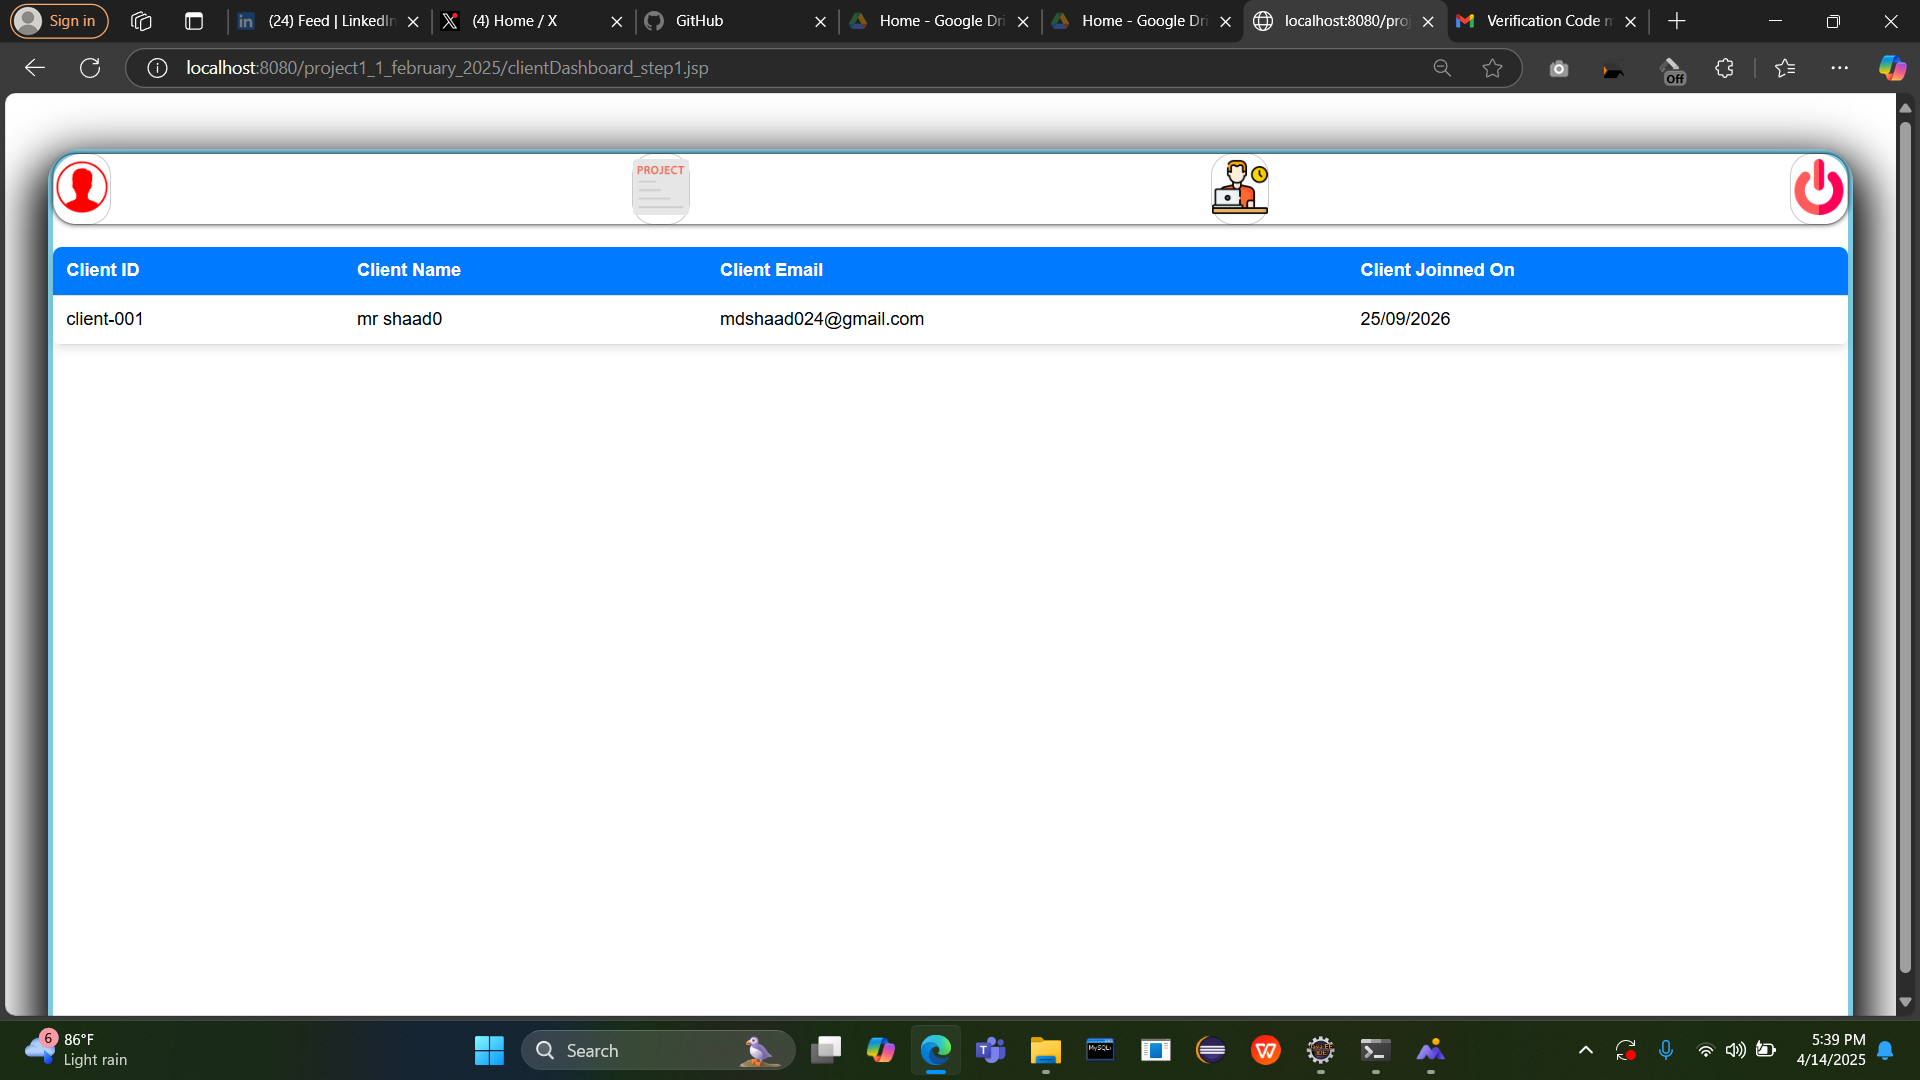 Sign in
(24) Feed | LinkedIn
(4) Home / X
GitHub
Home - Google Dri
Home - Google Dri
localhost:8080/proj
Verification Code m
localhost:8080/project1_1_february_2025/clientDashboard_step1.jsp
Off
PROJECT
Client ID Client Name Client Email Client Joinned On
client-001 mr shaad0 mdshaad024@gmail.com 25/09/2026
6
86°F
Light rain
Search
MySQL
5:39 PM
4/14/2025